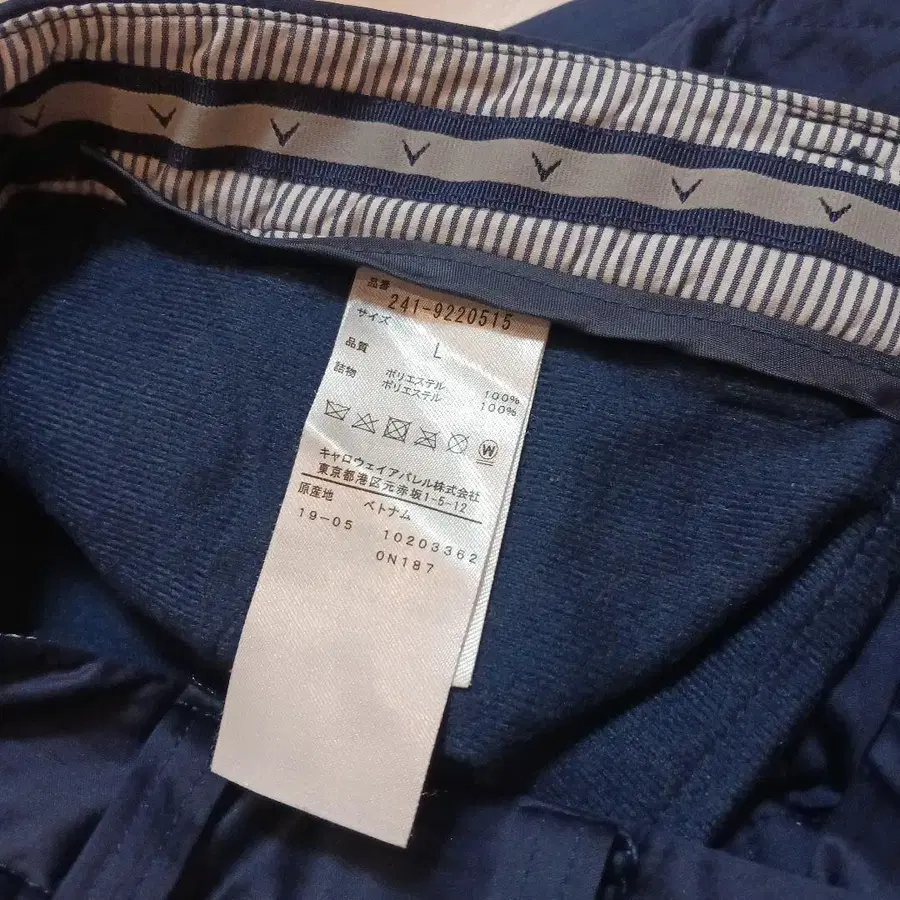 品番
241-9220515
サイズ
L
品質 ポリエステル 100%
詰物 ポリエステル 100%
W
キャロウェイアパレル株式会社
東京都港区元赤坂1-5-12
原産地 ベトナム
19-05 10203362
0N187